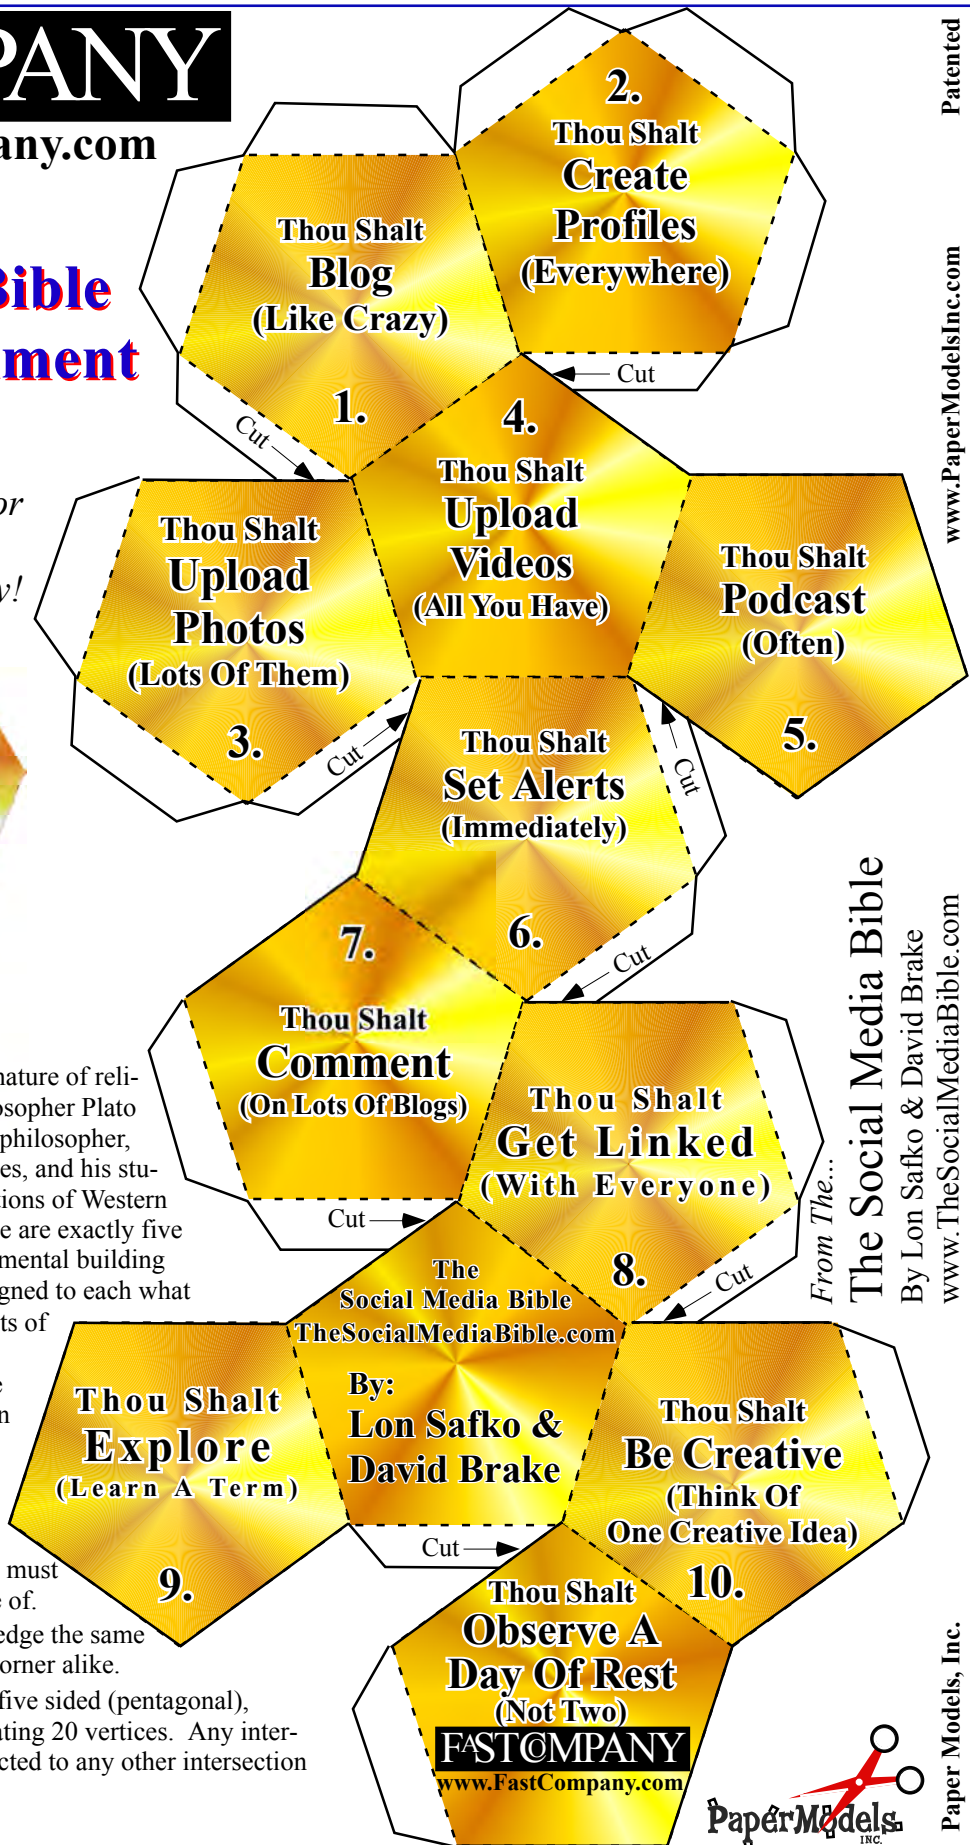 PANY
any.com
Bible
ment
or
y!
2.
Thou Shalt
Create
Profiles
(Everywhere)
Thou Shalt
Blog
(Like Crazy)
1.
Cut
Cut
4.
Thou Shalt
Upload
Videos
(All You Have)
Thou Shalt
Upload
Photos
(Lots Of Them)
3.
Cut
Thou Shalt
Podcast
(Often)
5.
Thou Shalt
Set Alerts
(Immediately)
6.
Cut
Cut
7.
Thou Shalt
Comment
(On Lots Of Blogs)
Cut
Thou Shalt
Get Linked
(With Everyone)
8.
Cut
The
Social Media Bible
TheSocialMediaBible.com
By:
Lon Safko &
David Brake
Cut
Thou Shalt
Explore
(Learn A Term)
9.
Thou Shalt
Be Creative
(Think Of
One Creative Idea)
10.
Thou Shalt
Observe A
Day Of Rest
(Not Two)
FAST COMPANY
www.FastCompany.com
nature of reli-
osopher Plato
philosopher,
es, and his stu-
tions of Western
e are exactly five
mental building
gned to each what
ts of
e
n
must
e of.
edge the same
orner alike.
five sided (pentagonal),
ating 20 vertices. Any inter-
cted to any other intersection
Patented
www.PaperModelsInc.com
From The...
The Social Media Bible
By Lon Safko & David Brake
www.TheSocialMediaBible.com
Paper Models, Inc.
PaperModels
INC.